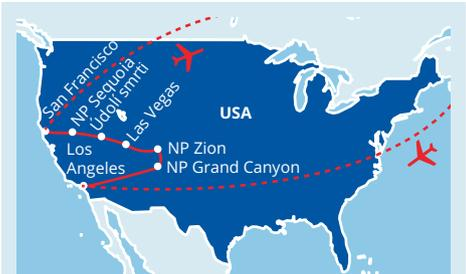 San Francisco
NP Sequoia
Údolí smrti
Las Vegas
USA
Los
Angeles
NP Zion
NP Grand Canyon